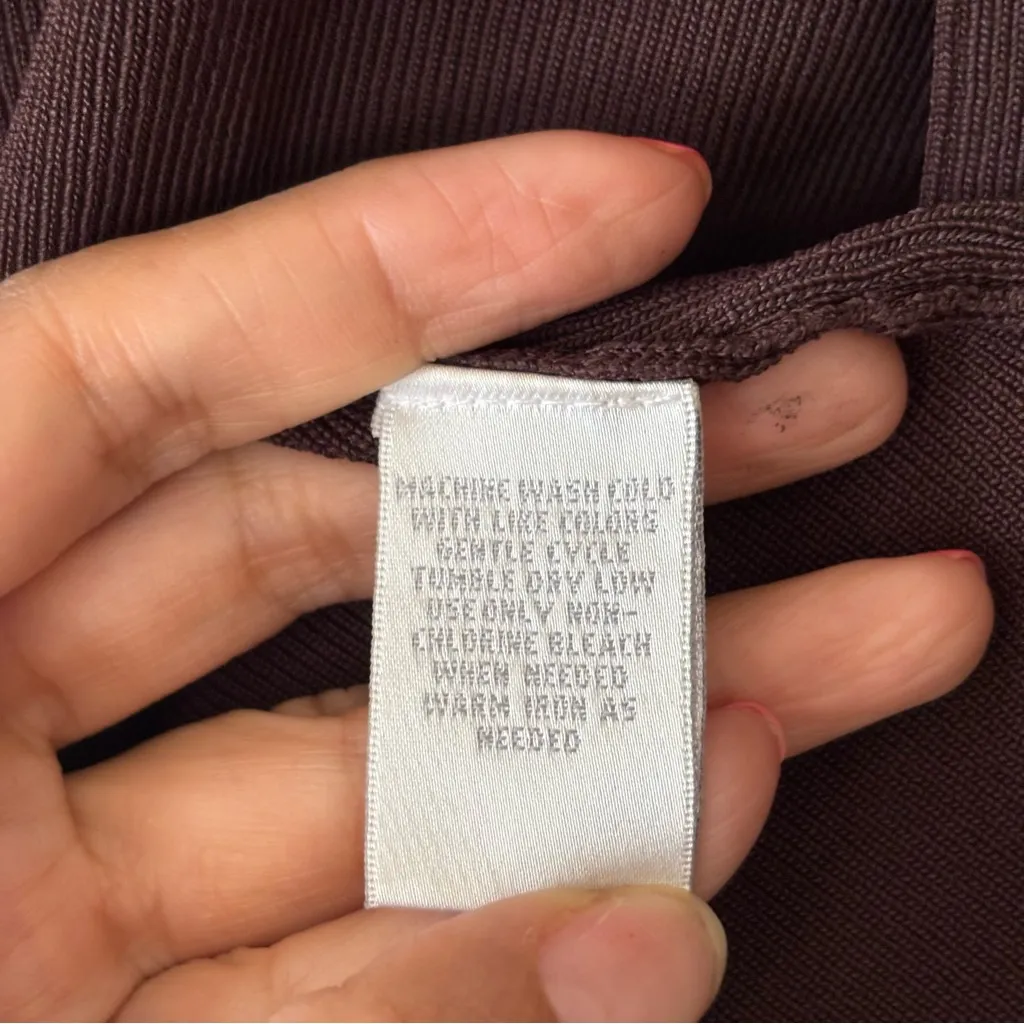 MACHINE WASH COLD
WITH LIKE COLORS
GENTLE CYCLE
TUMBLE DRY LOW
USE ONLY NON-
CHLORINE BLEACH
WHEN NEEDED
WARM IRON AS
NEEDED